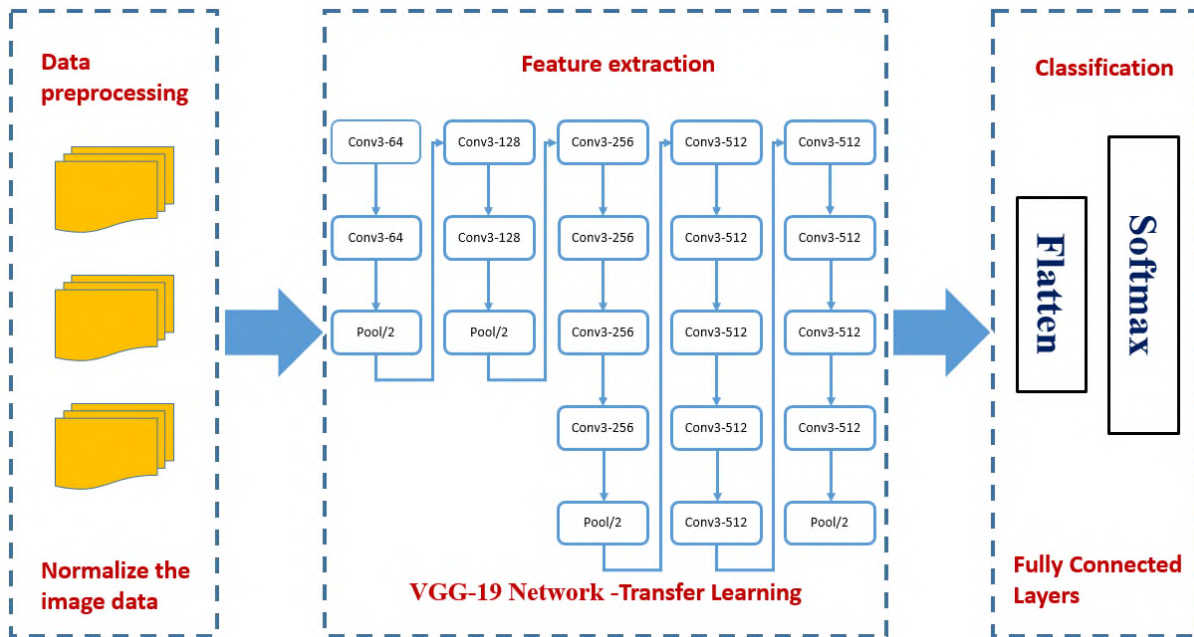 Data
preprocessing
Normalize the
image data
Feature extraction
Conv3-64
Conv3-64
Pool/2
Conv3-128
Conv3-128
Pool/2
Conv3-256
Conv3-256
Conv3-256
Conv3-256
Pool/2
Conv3-512
Conv3-512
Conv3-512
Conv3-512
Conv3-512
Conv3-512
Conv3-512
Conv3-512
Conv3-512
Pool/2
VGG-19 Network -Transfer Learning
Classification
Flatten
Softmax
Fully Connected
Layers